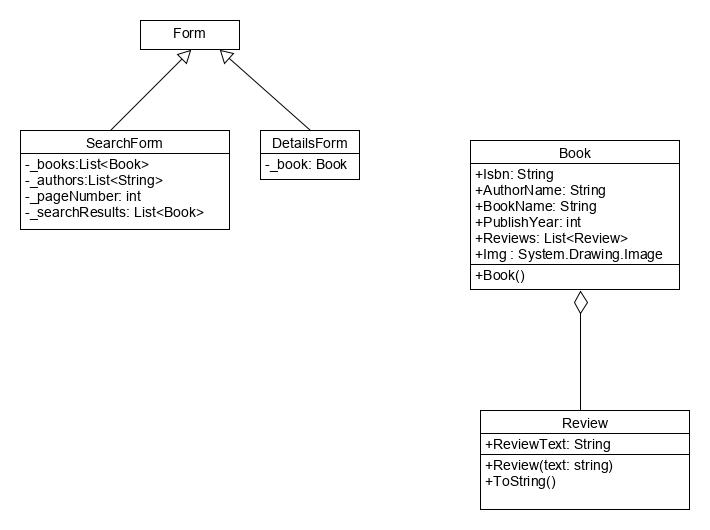 Form
SearchForm
-_books:List<Book>
-_authors:List<String>
-_pageNumber: int
-_searchResults: List<Book>
DetailsForm
-_book: Book
Book
+Isbn: String
+AuthorName: String
+BookName: String
+PublishYear: int
+Reviews: List<Review>
+Img : System.Drawing.Image
+Book()
Review
+ReviewText: String
+Review(text: string)
+ToString()